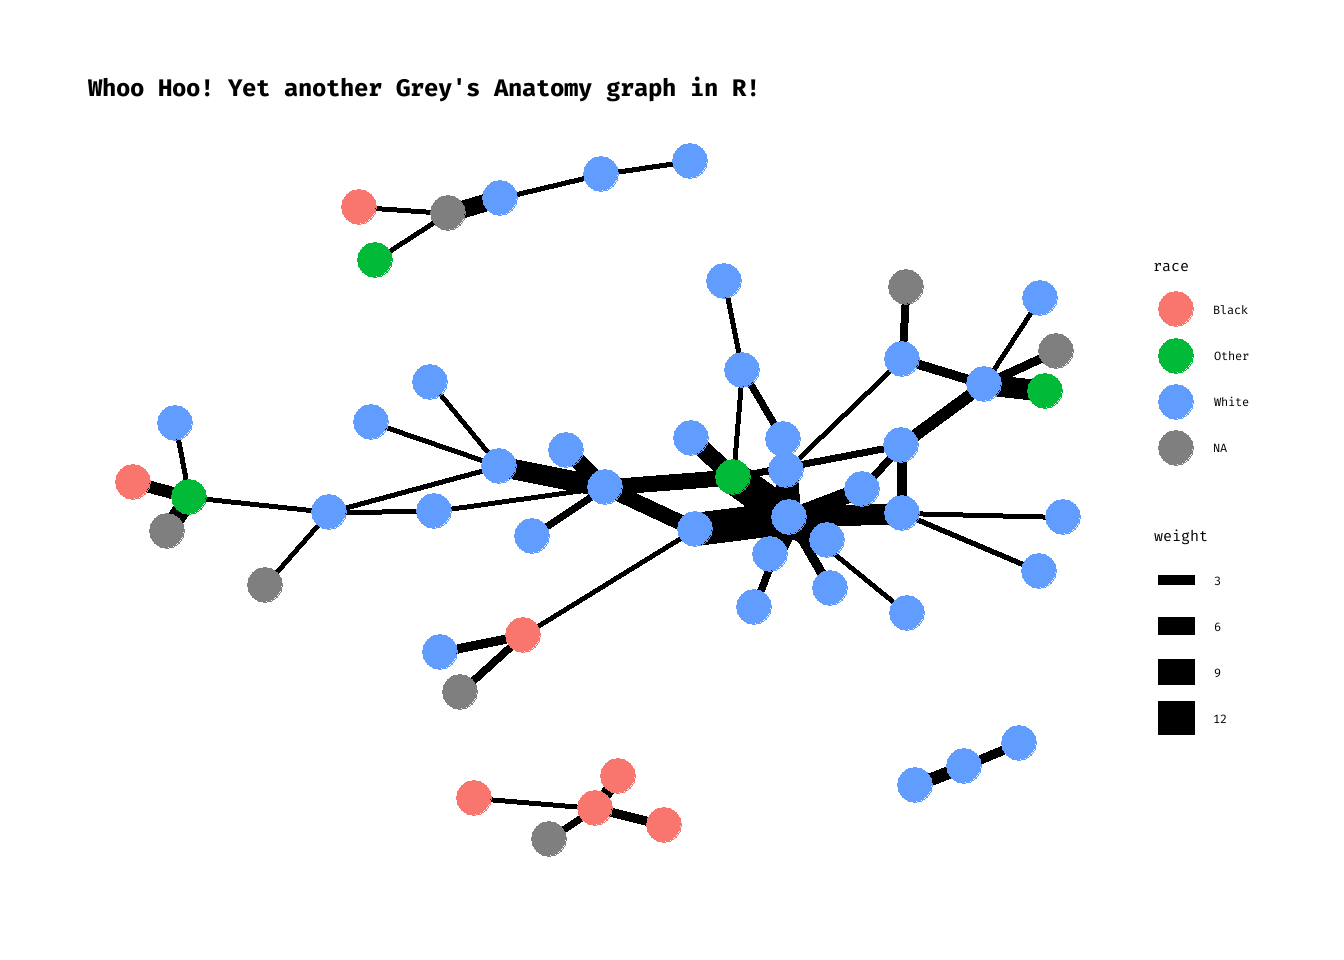 Whoo Hoo! Yet another Grey's Anatomy graph in R!
race
Black
Other
White
NA
weight
3
6
9
12